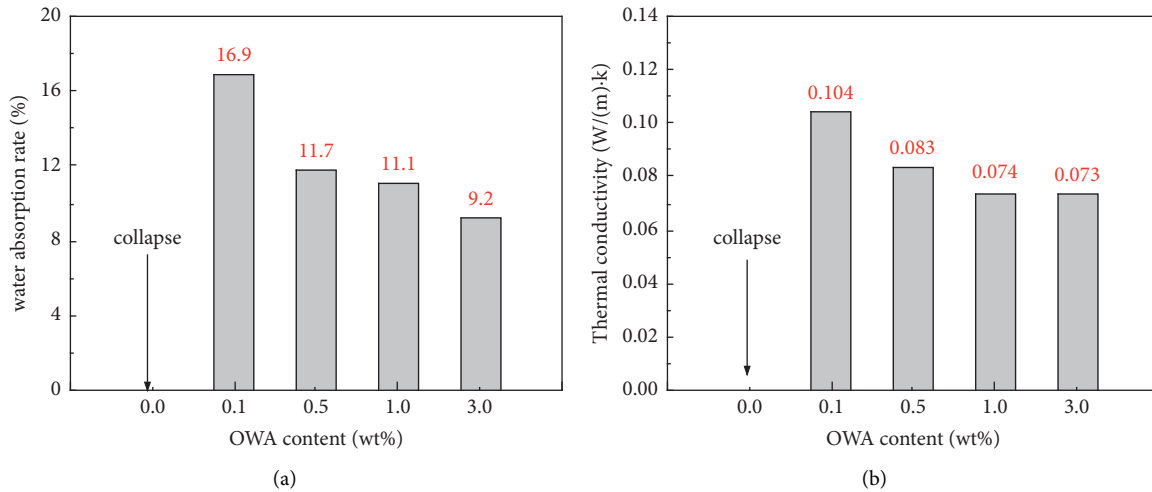 20
16
12
8
4
0
water absorption rate (%)
16.9
11.7
11.1
9.2
collapse
0.0 0.1 0.5 1.0 3.0
OWA content (wt%)
(a)
0.14
0.12
0.10
0.08
0.06
0.04
0.02
0.00
Thermal conductivity (W/(m)·k)
0.104
0.083
0.074
0.073
collapse
0.0 0.1 0.5 1.0 3.0
OWA content (wt%)
(b)